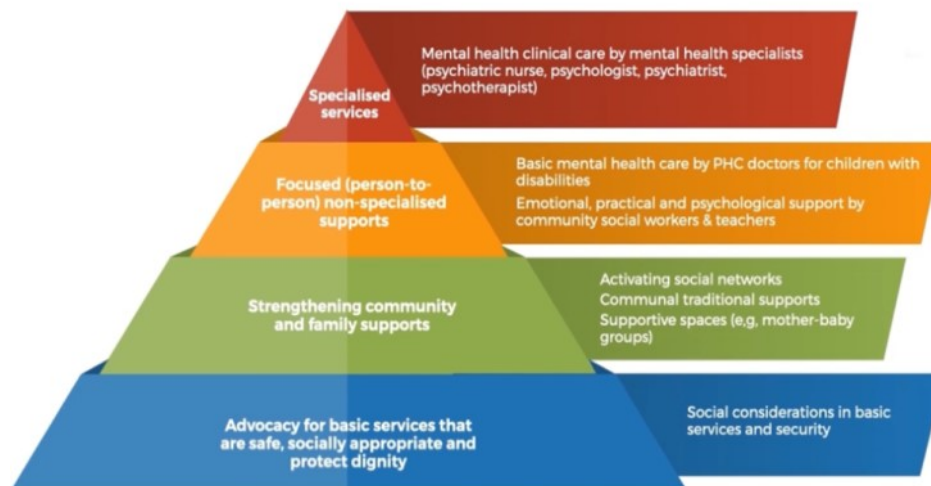 Specialised
services
Mental health clinical care by mental health specialists
(psychiatric nurse, psychologist, psychiatrist,
psychotherapist)
Focused (person-to-
person) non-specialised
supports
Basic mental health care by PHC doctors for children with
disabilities
Emotional, practical and psychological support by
community social workers & teachers
Strengthening community
and family supports
Activating social networks
Communal traditional supports
Supportive spaces (e,g, mother-baby
groups)
Advocacy for basic services that
are safe, socially appropriate and
protect dignity
Social considerations in basic
services and security